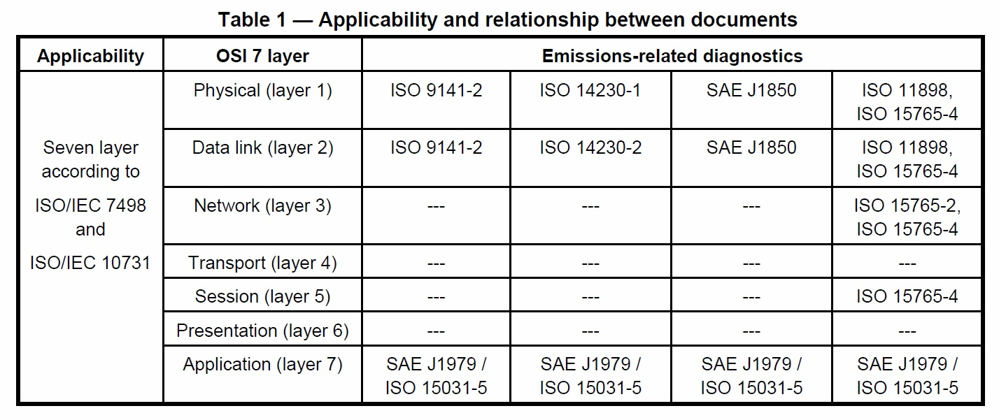 Table 1 — Applicability and relationship between documents
Applicability OSI 7 layer Emissions-related diagnostics
Seven layer
according to
ISO/IEC 7498
and
ISO/IEC 10731
Physical (layer 1) ISO 9141-2 ISO 14230-1 SAE J1850 ISO 11898,
ISO 15765-4
Data link (layer 2) ISO 9141-2 ISO 14230-2 SAE J1850 ISO 11898,
ISO 15765-4
Network (layer 3) --- --- --- ISO 15765-2,
ISO 15765-4
Transport (layer 4) --- --- --- ---
Session (layer 5) --- --- --- ISO 15765-4
Presentation (layer 6) --- --- --- ---
Application (layer 7) SAE J1979 / SAE J1979 / SAE J1979 / SAE J1979 /
ISO 15031-5 ISO 15031-5 ISO 15031-5 ISO 15031-5